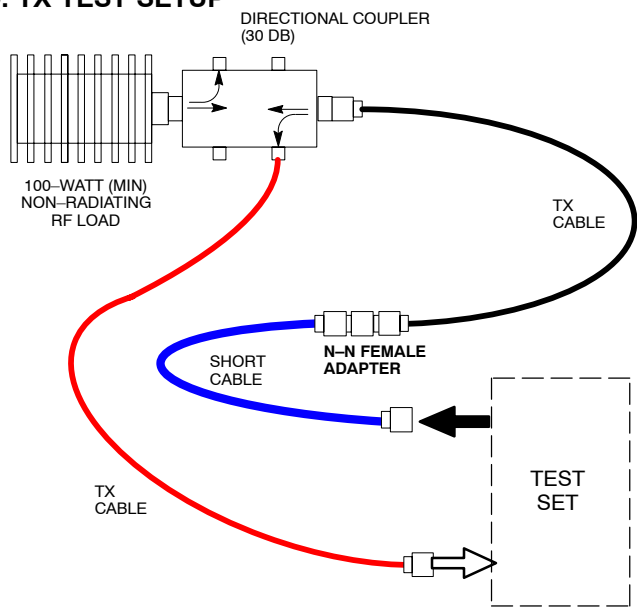 TX TEST SETUP
DIRECTIONAL COUPLER
(30 DB)
100–WATT (MIN)
NON–RADIATING
RF LOAD
TX
CABLE
N–N FEMALE
ADAPTER
SHORT
CABLE
TEST
SET
TX
CABLE